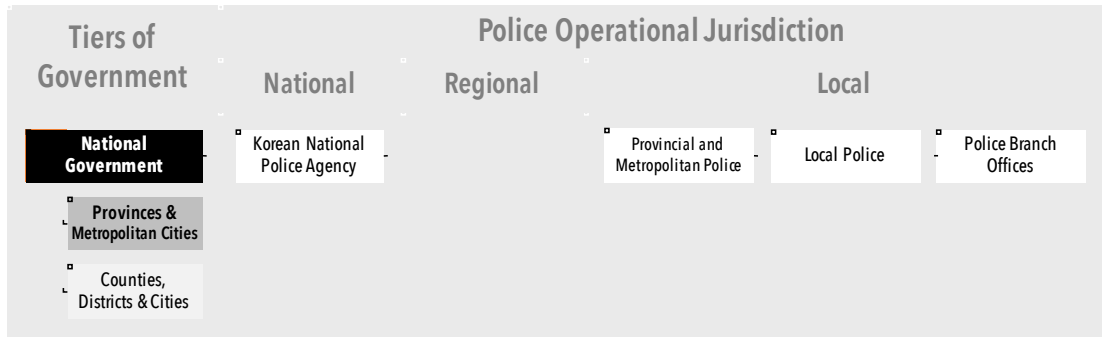 Tiers of
Government
Police Operational Jurisdiction
National
Regional
Local
National
Government
Korean National
Police Agency
Provincial and
Metropolitan Police
Local Police
Police Branch
Offices
Provinces &
Metropolitan Cities
Counties,
Districts & Cities